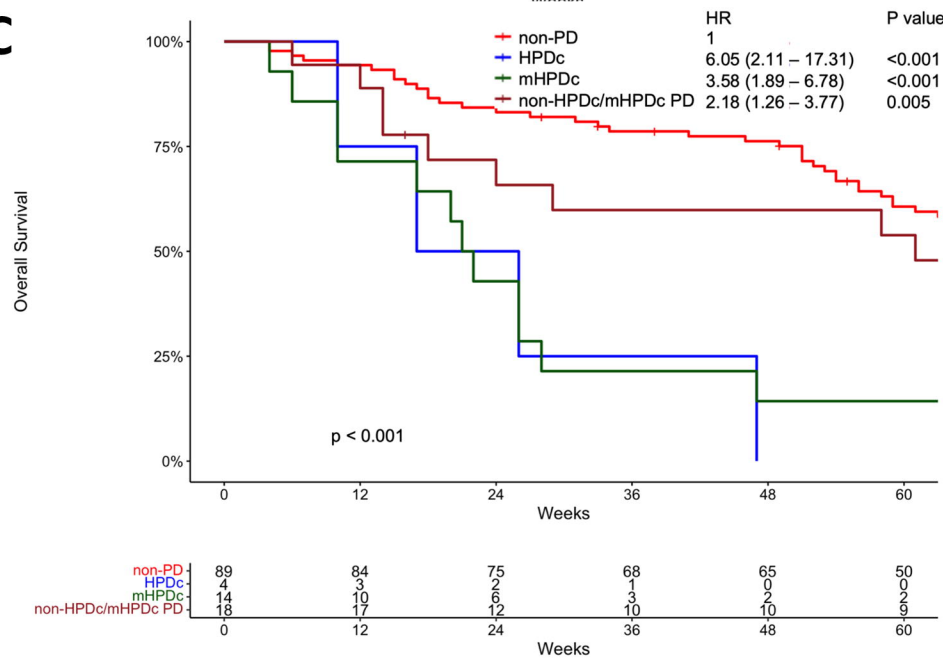 C
HR P value
non-PD 1
HPDc 6.05 (2.11 – 17.31) <0.001
mHPDc 3.58 (1.89 – 6.78) <0.001
non-HPDc/mHPDc PD 2.18 (1.26 – 3.77) 0.005
100%
75%
50%
25%
0%
Overall Survival
p < 0.001
0 12 24 36 48 60
Weeks
non-PD 89 84 75 68 65 50
HPDc 4 3 2 1 0 0
mHPDc 14 10 6 3 2 2
non-HPDc/mHPDc PD 18 17 12 10 10 9
0 12 24 36 48 60
Weeks